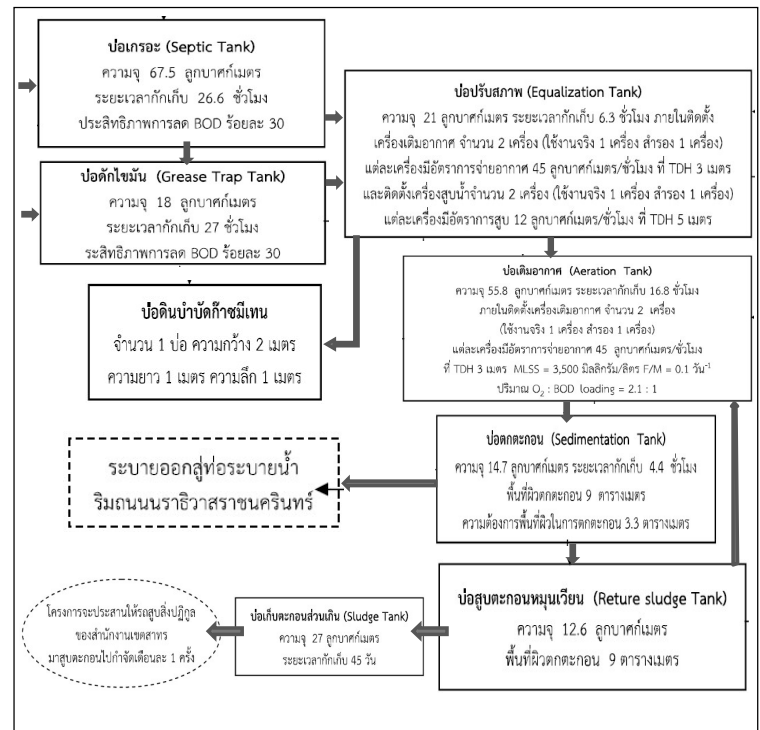 บ่อเกรอะ (Septic Tank)
ความจุ 67.5 ลูกบาศก์เมตร
ระยะเวลากักเก็บ 26.6 ชั่วโมง
ประสิทธิภาพการลด BOD ร้อยละ 30
บ่อดักไขมัน (Grease Trap Tank)
ความจุ 18 ลูกบาศก์เมตร
ระยะเวลากักเก็บ 27 ชั่วโมง
ระสิทธิภาพการลด BOD ร้อยละ 30
บ่อปรับสภาพ (Equalization Tank)
ความจุ 21 ลูกบาศก์เมตร ระยะเวลากักเก็บ 6.3 ชั่วโมง ภายในติดตั้ง
เครื่องเติมอากาศ จำนวน 2 เครื่อง (ใช้งานจริง 1 เครื่อง สำรอง 1 เครื่อง)
แต่ละเครื่องมีอัตราการจ่ายอากาศ 45 ลูกบาศก์เมตร/ชั่วโมง ที่ TDH 3 เมตร
และติดตั้งเครื่องสูบน้ำจำนวน 2 เครื่อง (ใช้งานจริง 1 เครื่อง สำรอง 1 เครื่อง)
แต่ละเครื่องมีอัตราการสูบ 12 ลูกบาศก์เมตร/ชั่วโมง ที่ TDH 5 เมตร
บ่อดินบำบัดก๊าซมีเทน
จำนวน 1 บ่อ ความกว้าง 2 เมตร
ความยาว 1 เมตร ความลึก 1 เมตร
บ่อเติมอากาศ (Aeration Tank)
ความจุ 55.8 ลูกบาศก์เมตร ระยะเวลากักเก็บ 16.8 ชั่วโมง
ภายในติดตั้งเครื่องเติมอากาศ จำนวน 2 เครื่อง
(ใช้งานจริง 1 เครื่อง สำรอง 1 เครื่อง)
แต่ละเครื่องมีอัตราการจ่ายอากาศ 45 ลูกบาศก์เมตร/ชั่วโมง
ที่ TDH 3 เมตร MLSS = 3,500 มิลลิกรัม/ลิตร F/M = 0.1 วัน⁻¹
ปริมาณ O₂ : BOD loading = 2.1 : 1
บ่อตกตะกอน (Sedimentation Tank)
ความจุ 14.7 ลูกบาศก์เมตร ระยะเวลากักเก็บ 4.4 ชั่วโมง
พื้นที่ผิวตกตะกอน 9 ตารางเมตร
ความต้องการพื้นที่ผิวในการตกตะกอน 3.3 ตารางเมตร
ระบายออกสู่ท่อระบายน้ำ
ริมถนนนราธิวาสราชนครินทร์
บ่อสูบตะกอนหมุนเวียน (Reture sludge Tank)
ความจุ 12.6 ลูกบาศก์เมตร
พื้นที่ผิวตกตะกอน 9 ตารางเมตร
บ่อเก็บตะกอนส่วนเกิน (Sludge Tank)
ความจุ 27 ลูกบาศก์เมตร
ระยะเวลากักเก็บ 45 วัน
โครงการจะประสานให้รถสูบสิ่งปฏิกูล
ของสำนักงานเขตสาทร
มาสูบตะกอนไปกำจัดเดือนละ 1 ครั้ง